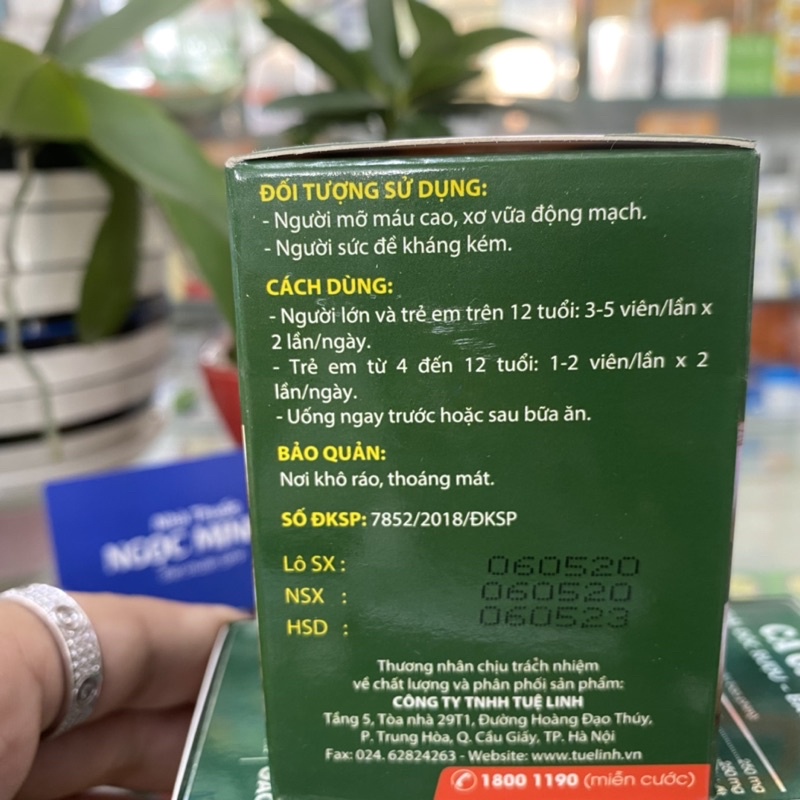 ĐỐI TƯỢNG SỬ DỤNG:
- Người mỡ máu cao, xơ vữa động mạch.
- Người sức đề kháng kém.
CÁCH DÙNG:
- Người lớn và trẻ em trên 12 tuổi: 3-5 viên/lần x
2 lần/ngày.
- Trẻ em từ 4 đến 12 tuổi: 1-2 viên/lần x 2
lần/ngày.
- Uống ngay trước hoặc sau bữa ăn.
BẢO QUẢN:
Nơi khô ráo, thoáng mát.
SỐ ĐKSP: 7852/2018/ĐKSP
Lô SX : 060520
NSX : 060520
HSD : 060523
Thương nhân chịu trách nhiệm
về chất lượng và phân phối sản phẩm:
CÔNG TY TNHH TUỆ LINH
Tầng 5, Tòa nhà 29T1, Đường Hoàng Đạo Thúy,
P. Trung Hòa, Q. Cầu Giấy, TP. Hà Nội
Fax: 024. 62824263 - Website: www.tuelinh.vn
1800 1190 (miễn cước)
NGỌC
250 mg
250 mg